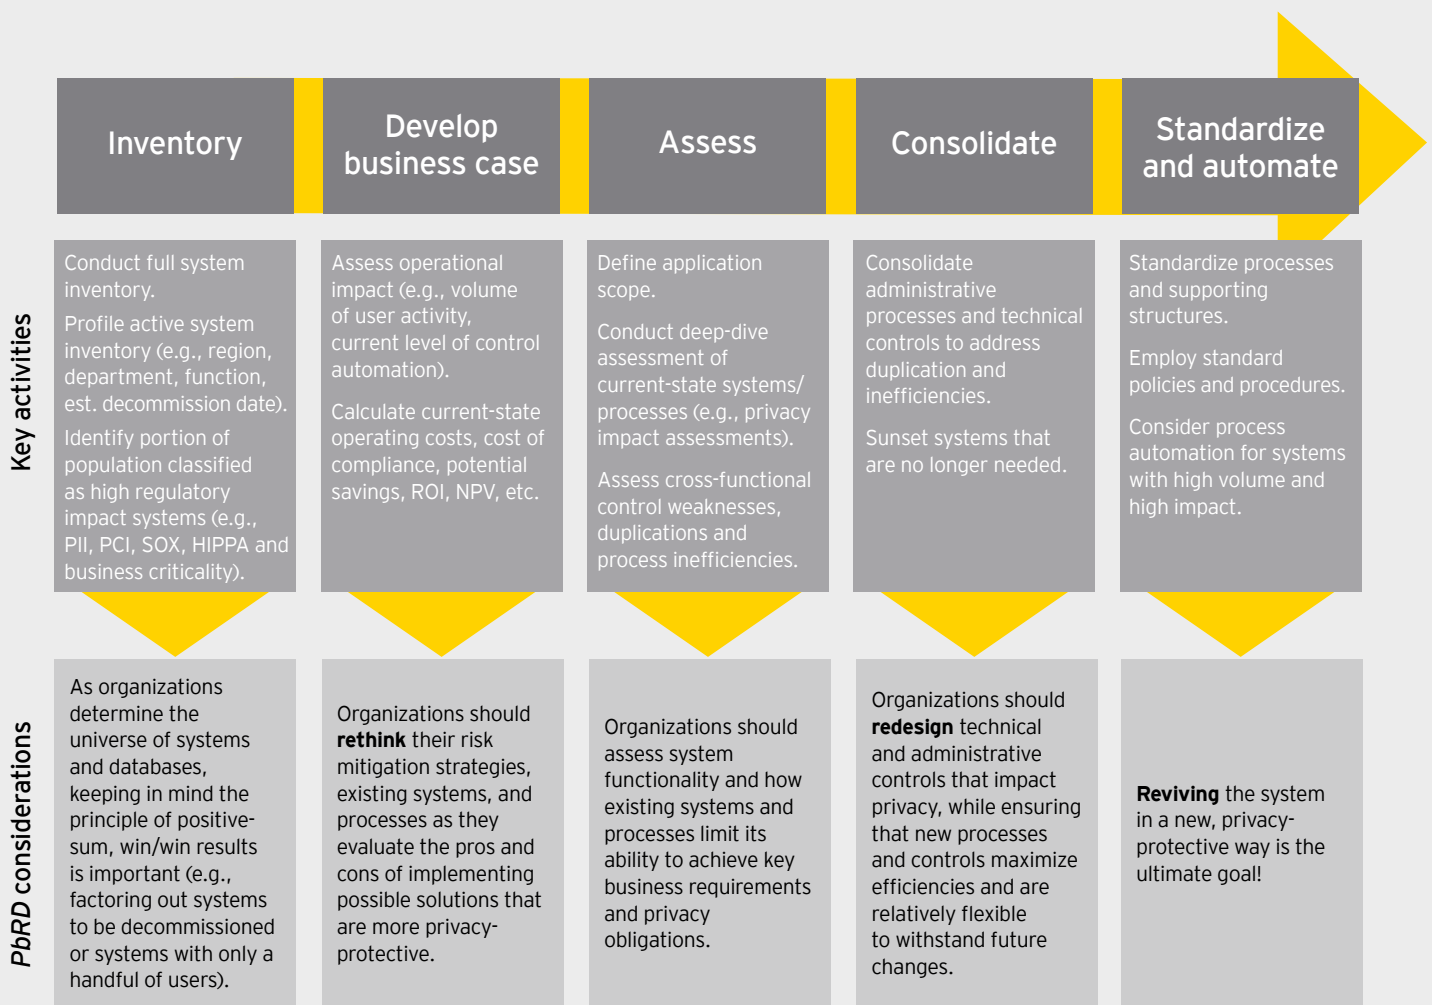 Inventory
Develop
business case
Assess
Consolidate
Standardize
and automate
Key activities
Conduct full system
inventory.
Profile active system
inventory (e.g., region,
department, function,
est. decommission date).
Identify portion of
population classified
as high regulatory
impact systems (e.g.,
PII, PCI, SOX, HIPPA and
business criticality).
Assess operational
impact (e.g., volume
of user activity,
current level of control
automation).
Calculate current-state
operating costs, cost of
compliance, potential
savings, ROI, NPV, etc.
Define application
scope.
Conduct deep-dive
assessment of
current-state systems/
processes (e.g., privacy
impact assessments).
Assess cross-functional
control weaknesses,
duplications and
process inefficiencies.
Consolidate
administrative
processes and technical
controls to address
duplication and
inefficiencies.
Sunset systems that
are no longer needed.
Standardize processes
and supporting
structures.
Employ standard
policies and procedures.
Consider process
automation for systems
with high volume and
high impact.
PbRD considerations
As organizations
determine the
universe of systems
and databases,
keeping in mind the
principle of positive-
sum, win/win results
is important (e.g.,
factoring out systems
to be decommissioned
or systems with only a
handful of users).
Organizations should
rethink their risk
mitigation strategies,
existing systems, and
processes as they
evaluate the pros and
cons of implementing
possible solutions that
are more privacy-
protective.
Organizations should
assess system
functionality and how
existing systems and
processes limit its
ability to achieve key
business requirements
and privacy
obligations.
Organizations should
redesign technical
and administrative
controls that impact
privacy, while ensuring
that new processes
and controls maximize
efficiencies and are
relatively flexible
to withstand future
changes.
Reviving the system
in a new, privacy-
protective way is the
ultimate goal!